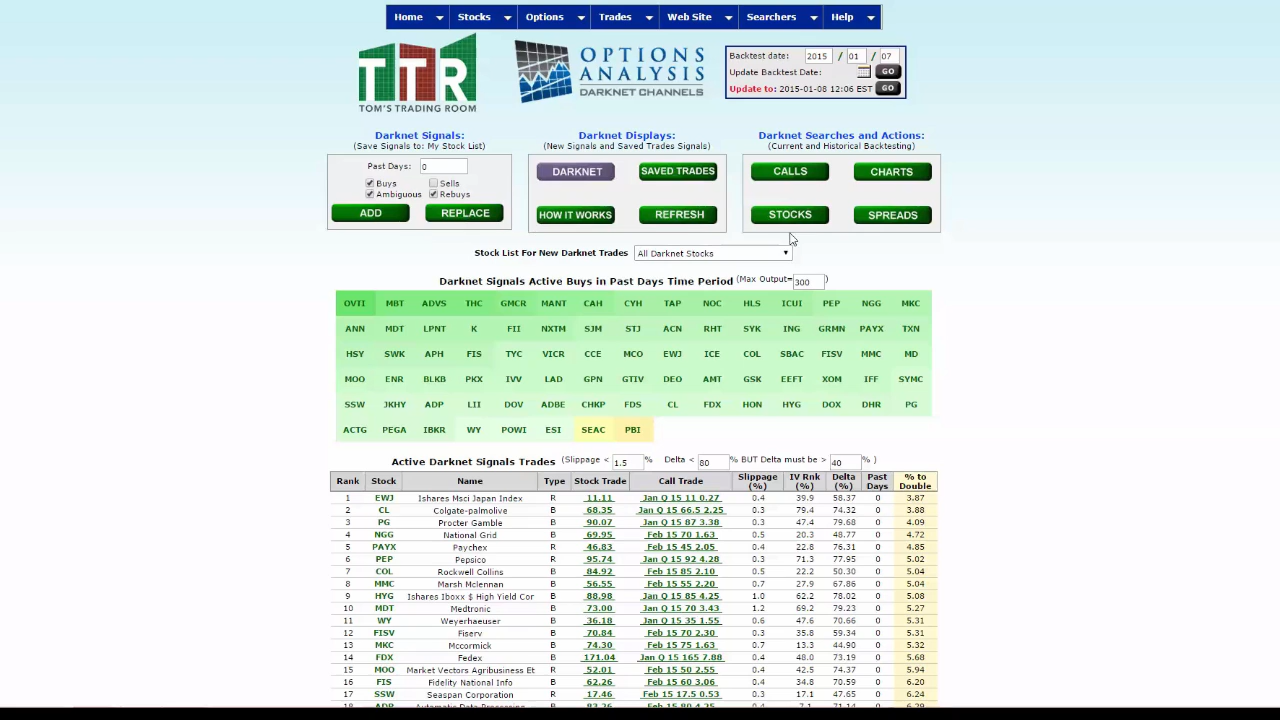 Home Stocks Options Trades Web Site Searchers Help
TTR
TOM'S TRADING ROOM
OPTIONS
ANALYSIS
DARKNET CHANNELS
Backtest date: 2015 / 01 / 07
Update Backtest Date: GO
Update to: 2015-01-08 12:06 EST GO
Darknet Signals:
(Save Signals to: My Stock List)
Past Days: 0
Buys Sells
Ambiguous Rebuys
ADD REPLACE
Darknet Displays:
(New Signals and Saved Trades Signals)
DARKNET SAVED TRADES
HOW IT WORKS REFRESH
Darknet Searches and Actions:
(Current and Historical Backtesting)
CALLS CHARTS
STOCKS SPREADS
Stock List For New Darknet Trades All Darknet Stocks
Darknet Signals Active Buys in Past Days Time Period (Max Output= 300 )
OVTI MBT ADVS THC GMCR MANT CAH CYH TAP NOC HLS ICUI PEP NGG MKC
ANN MDT LPNT K FII NXTM SJM STJ ACN RHT SYK ING GRMN PAYX TXN
HSY SWK APH FIS TYC VICR CCE MCO EWJ ICE COL SBAC FISV MMC MD
MOO ENR BLKB PKX IVV LAD GPN GTIV DEO AMT GSK EEFT XOM IFF SYMC
SSW JKHY ADP LII DOV ADBE CHKP FDS CL FDX HON HYG DOX DHR PG
ACTG PEGA IBKR WY POWI ESI SEAC PBI
Active Darknet Signals Trades (Slippage < 1.5 % Delta < 80 % BUT Delta must be > 40 % )
Rank Stock Name Type Stock Trade Call Trade Slippage (%) IV Rnk (%) Delta (%) Past Days % to Double
1 EWJ Ishares Msci Japan Index R 11.11 Jan Q 15 11 0.27 0.4 39.9 58.37 0 3.87
2 CL Colgate-palmolive B 68.35 Jan Q 15 66.5 2.25 0.3 79.4 74.32 0 3.88
3 PG Procter Gamble B 90.07 Jan Q 15 87 3.38 0.3 47.4 79.68 0 4.09
4 NGG National Grid B 69.95 Feb 15 70 1.63 0.5 20.3 48.77 0 4.72
5 PAYX Paychex R 46.83 Feb 15 45 2.05 0.4 22.8 76.31 0 4.85
6 PEP Pepsico R 95.74 Jan Q 15 92 4.28 0.3 71.3 77.95 0 5.02
7 COL Rockwell Collins B 84.92 Feb 15 85 2.10 0.5 22.2 50.30 0 5.04
8 MMC Marsh Mclennan B 56.55 Feb 15 55 2.20 0.7 27.9 67.86 0 5.04
9 HYG Ishares Iboxx $ High Yield Cor B 88.98 Jan Q 15 85 4.25 1.0 62.2 78.02 0 5.08
10 MDT Medtronic B 73.00 Jan Q 15 70 3.43 1.2 69.2 79.23 0 5.27
11 WY Weyerhaeuser B 36.18 Jan Q 15 35 1.55 0.6 47.6 70.66 0 5.31
12 FISV Fiserv B 70.84 Feb 15 70 2.30 0.3 35.8 59.34 0 5.31
13 MKC Mccormick B 74.30 Feb 15 75 1.63 0.7 13.3 44.90 0 5.32
14 FDX Fedex B 171.04 Jan Q 15 165 7.88 0.4 48.0 73.19 0 5.68
15 MOO Market Vectors Agribusiness Et R 52.01 Feb 15 50 2.55 0.4 42.5 74.37 0 5.94
16 FIS Fidelity National Info B 62.26 Feb 15 60 3.06 0.4 34.8 70.59 0 6.20
17 SSW Seaspan Corporation R 17.46 Feb 15 17.5 0.53 0.3 17.1 47.65 0 6.24